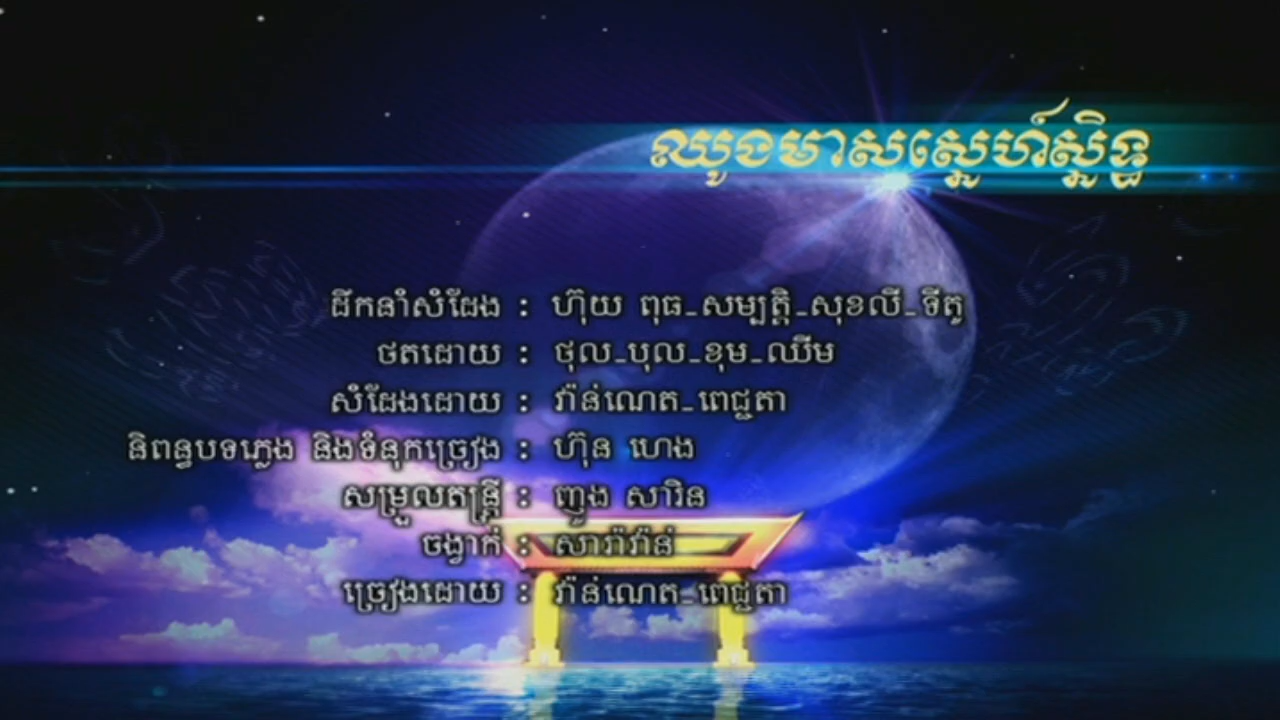 ឈូងមាសស្នេហ៍ស្និទ្ធ
ដឹកនាំសំដែង : ហ៊ុយ ពុធ_សម្បត្តិ_សុខលី_ទីតូ
ថតដោយ : ថុល_បុល_ខុម_ឈឹម
សំដែងដោយ : វ៉ាន់ណេត_ពេជ្ជតា
និពន្ធបទភ្លេង និងទំនុកច្រៀង : ហ៊ុន ហេង
សម្រួលតន្ត្រី : ញូង សារិន
ចង្វាក់ : សារ៉ាវ៉ាន់
ច្រៀងដោយ : វ៉ាន់ណេត_ពេជ្ជតា